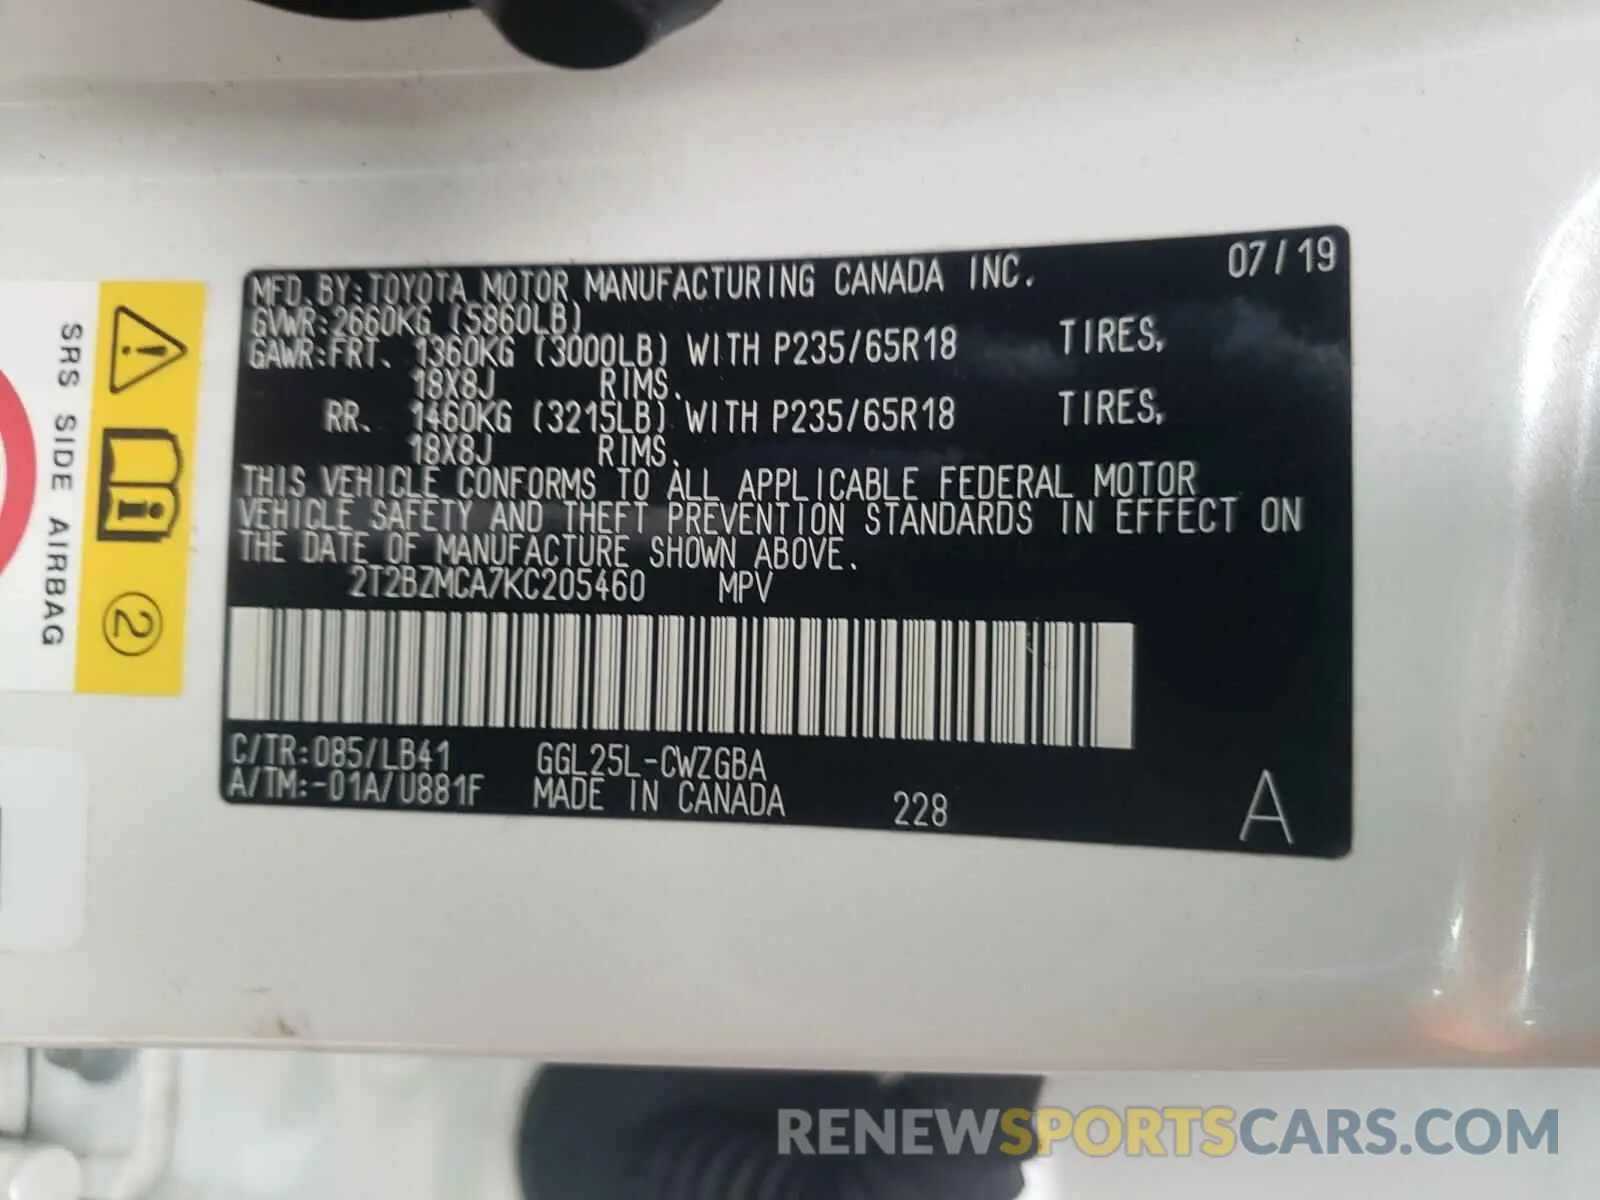 07/19
MFD. BY: TOYOTA MOTOR MANUFACTURING CANADA INC.
GVWR: 2660KG (5860LB)
GAWR: FRT. 1360KG (3000LB) WITH P235/65R18 TIRES,
18X8J RIMS.
RR. 1460KG (3215LB) WITH P235/65R18 TIRES,
18X8J RIMS.
THIS VEHICLE CONFORMS TO ALL APPLICABLE FEDERAL MOTOR
VEHICLE SAFETY AND THEFT PREVENTION STANDARDS IN EFFECT ON
THE DATE OF MANUFACTURE SHOWN ABOVE.
2T2BZMCA7KC205460 MPV
C/TR: 085/LB41 GGL25L-CWZGBA
A/TM: -01A/U881F MADE IN CANADA 228 A
SRS SIDE AIRBAG
2
RENEWSPORTSCARS.COM